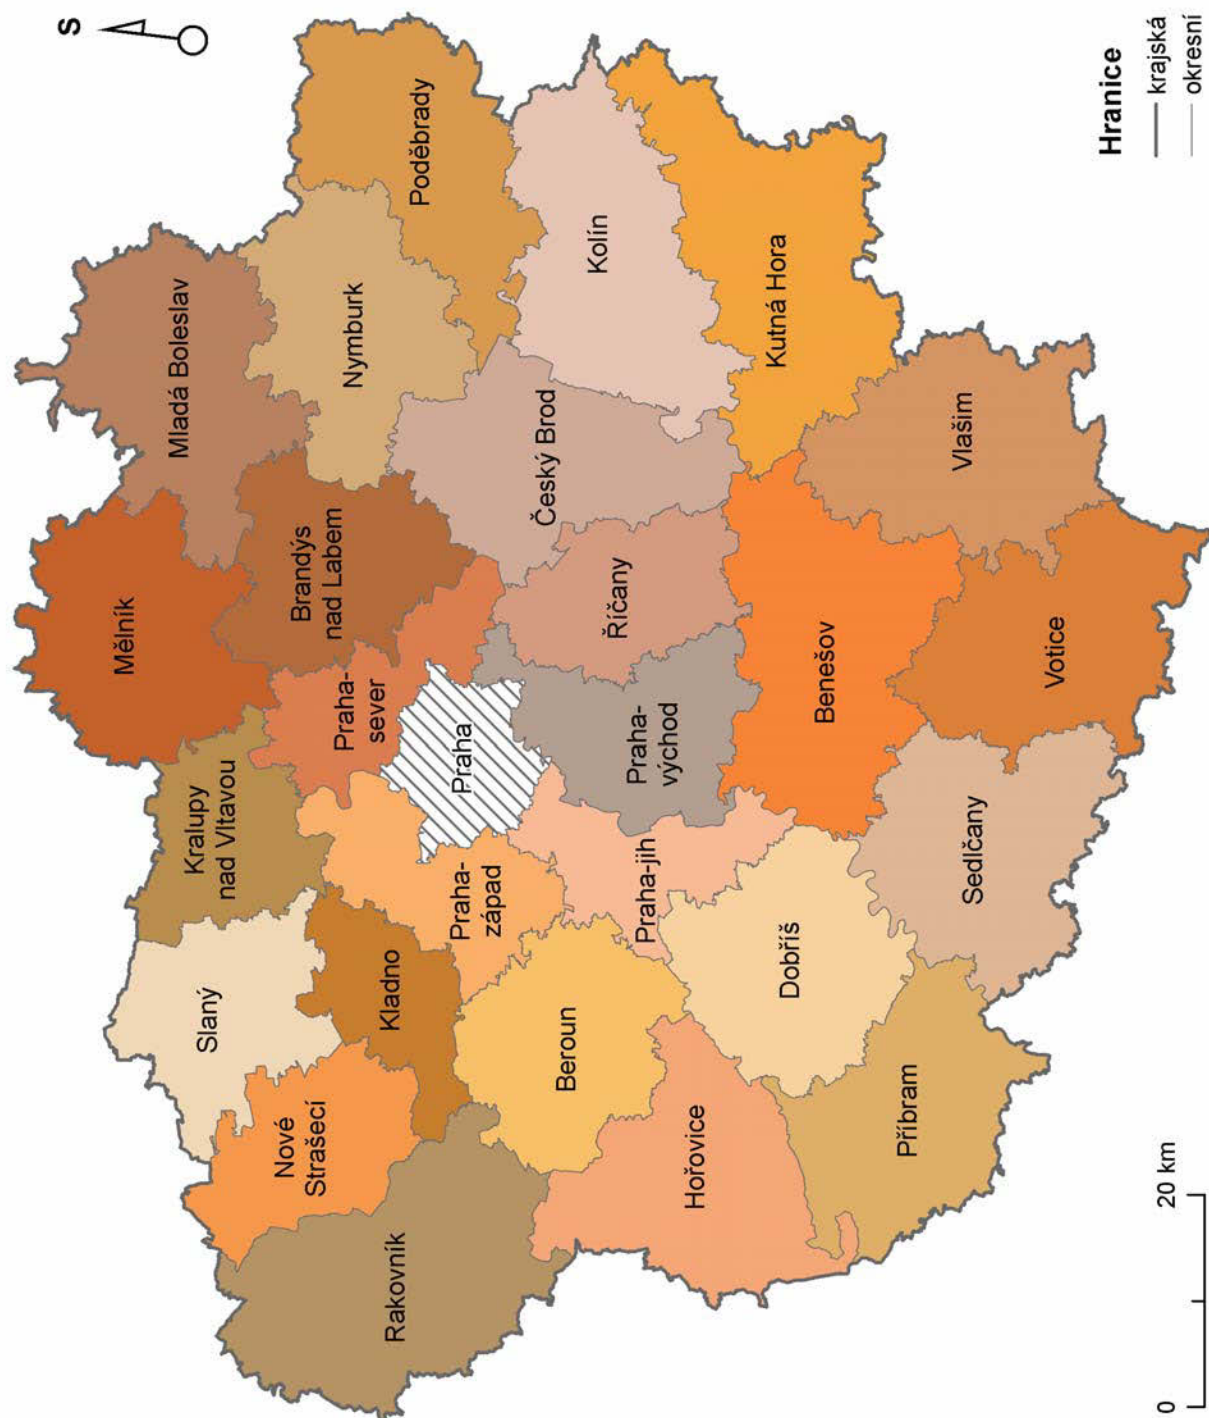 S
Mělník
Mladá Boleslav
Kralupy
nad Vltavou
Slaný
Brandýs
nad Labem
Nymburk
Poděbrady
Nové
Strašecí
Praha-
sever
Kladno
Rakovník
Praha
Praha-
západ
Český Brod
Kolín
Beroun
Říčany
Praha-
východ
Praha-jih
Hořovice
Kutná Hora
Dobříš
Benešov
Příbram
Vlašim
Sedlčany
Votice
0
20 km
Hranice
krajská
okresní